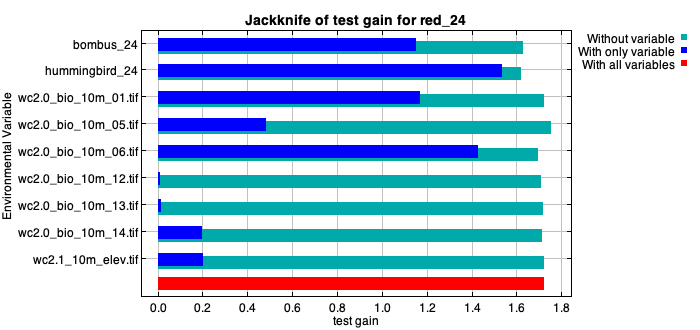 Jackknife of test gain for red_24
Without variable
With only variable
With all variables
Environmental Variable
bombus_24
hummingbird_24
wc2.0_bio_10m_01.tif
wc2.0_bio_10m_05.tif
wc2.0_bio_10m_06.tif
wc2.0_bio_10m_12.tif
wc2.0_bio_10m_13.tif
wc2.0_bio_10m_14.tif
wc2.1_10m_elev.tif
0.0 0.2 0.4 0.6 0.8 1.0 1.2 1.4 1.6 1.8
test gain